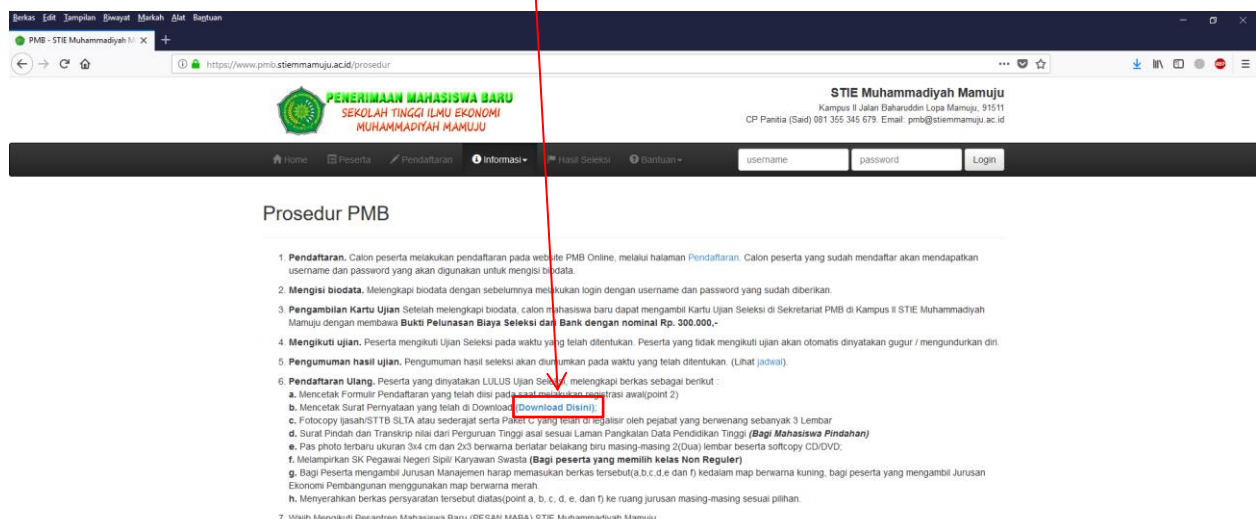 Berkas Edit Tampilan Riwayat Markah Alat Bantuan
PMB - STIE Muhammadiyah M
https://www.pmb.stiemmamuju.ac.id/prosedur
PENERIMAAN MAHASISWA BARU
SEKOLAH TINGGI ILMU EKONOMI
MUHAMMADIYAH MAMUJU
STIE Muhammadiyah Mamuju
Kampus II Jalan Baharuddin Lopa Mamuju, 91511
CP Panitia (Said) 081 355 345 679. Email: pmb@stiemmamuju.ac.id
Home Peserta Pendaftaran Informasi Hasil Seleksi Bantuan username password Login
Prosedur PMB
1. Pendaftaran. Calon peserta melakukan pendaftaran pada website PMB Online, melalui halaman Pendaftaran. Calon peserta yang sudah mendaftar akan mendapatkan
username dan password yang akan digunakan untuk mengisi biodata.
2. Mengisi biodata. Melengkapi biodata dengan sebelumnya melakukan login dengan username dan password yang sudah diberikan.
3. Pengambilan Kartu Ujian Setelah melengkapi biodata, calon mahasiswa baru dapat mengambil Kartu Ujian Seleksi di Sekretariat PMB di Kampus II STIE Muhammadiyah
Mamuju dengan membawa Bukti Pelunasan Biaya Seleksi dari Bank dengan nominal Rp. 300.000,-
4. Mengikuti ujian. Peserta mengikuti Ujian Seleksi pada waktu yang telah ditentukan. Peserta yang tidak mengikuti ujian akan otomatis dinyatakan gugur / mengundurkan diri.
5. Pengumuman hasil ujian. Pengumuman hasil seleksi akan diumumkan pada waktu yang telah ditentukan. (Lihat jadwal).
6. Pendaftaran Ulang. Peserta yang dinyatakan LULUS Ujian Seleksi, melengkapi berkas sebagai berikut :
a. Mencetak Formulir Pendaftaran yang telah diisi pada saat melakukan registrasi awal(point 2)
b. Mencetak Surat Pernyataan yang telah di Download (Download Disini);
c. Fotocopy Ijasah/STTB SLTA atau sederajat serta Paket C yang telah di legalisir oleh pejabat yang berwenang sebanyak 3 Lembar
d. Surat Pindah dan Transkrip nilai dari Perguruan Tinggi asal sesuai Laman Pangkalan Data Pendidikan Tinggi (Bagi Mahasiswa Pindahan)
e. Pas photo terbaru ukuran 3x4 cm dan 2x3 berwarna berlatar belakang biru masing-masing 2(Dua) lembar beserta softcopy CD/DVD;
f. Melampirkan SK Pegawai Negeri Sipil/ Karyawan Swasta (Bagi peserta yang memilih kelas Non Reguler)
g. Bagi Peserta mengambil Jurusan Manajemen harap memasukan berkas tersebut(a,b,c,d,e dan f) kedalam map berwarna kuning, bagi peserta yang mengambil Jurusan
Ekonomi Pembangunan menggunakan map berwarna merah.
h. Menyerahkan berkas persyaratan tersebut diatas(point a, b, c, d, e, dan f) ke ruang jurusan masing-masing sesuai pilihan.
7. Wajib Mengikuti Pesantren Mahasiswa Baru (PESAN MABA) STIE Muhammadiyah Mamuju